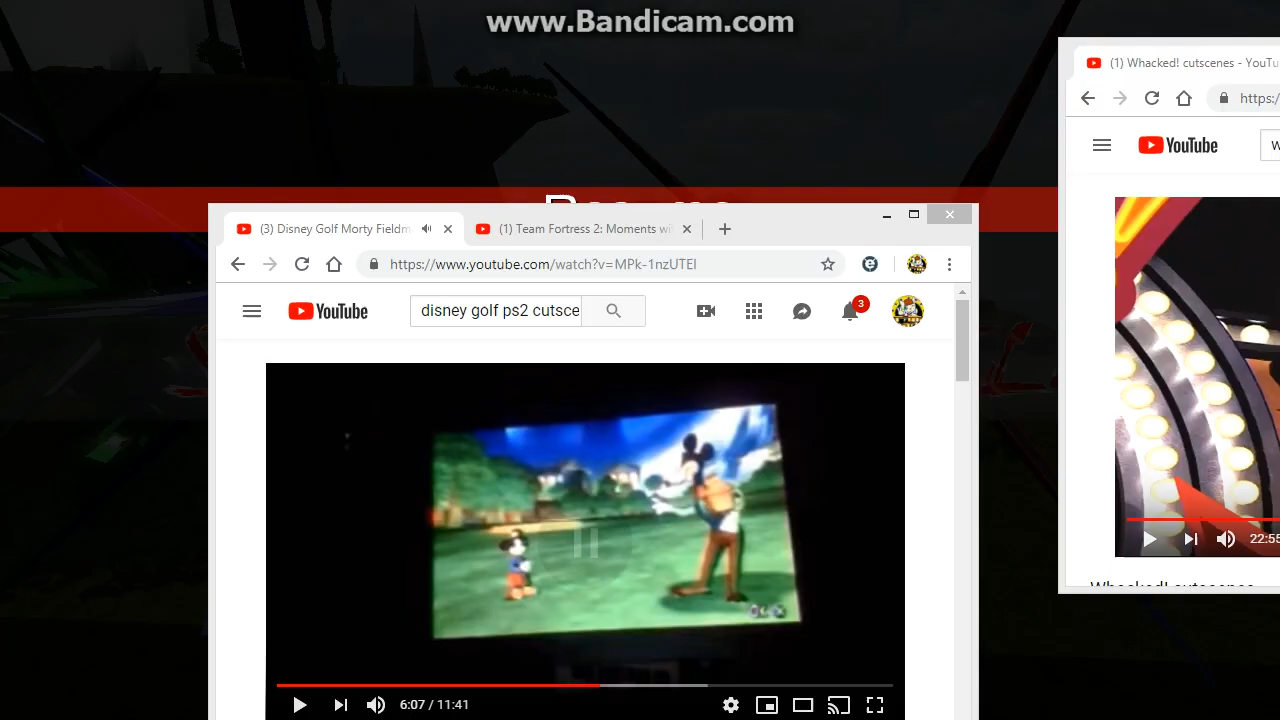 www.Bandicam.com
(1) Whacked! cutscenes - YouTu
https:/
YouTube
W
22:55
Whacked! cutscenes
(3) Disney Golf Morty Fieldm
(1) Team Fortress 2: Moments wi
https://www.youtube.com/watch?v=MPk-1nzUTEI
YouTube
disney golf ps2 cutsce
3
6:07 / 11:41